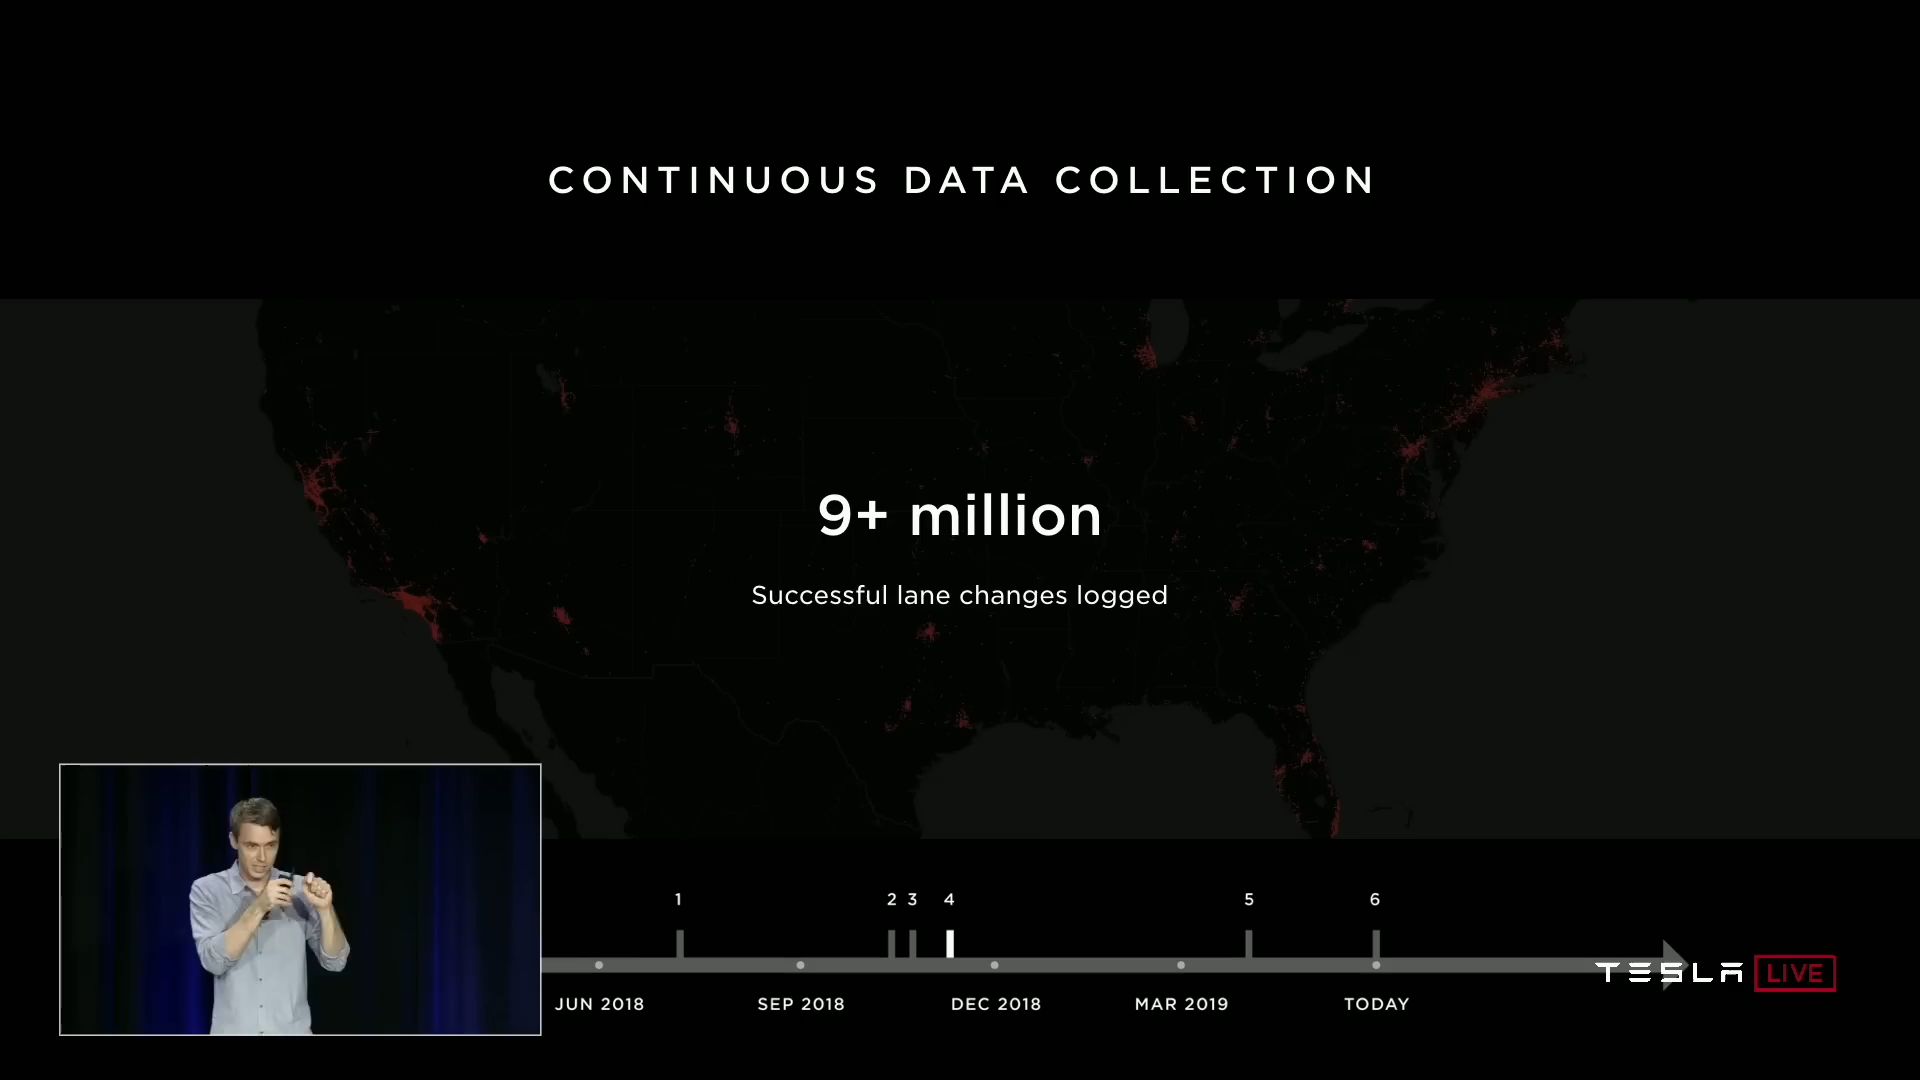 CONTINUOUS DATA COLLECTION
9+ million
Successful lane changes logged
1 2 3 4 5 6
JUN 2018 SEP 2018 DEC 2018 MAR 2019 TODAY
TESLA LIVE